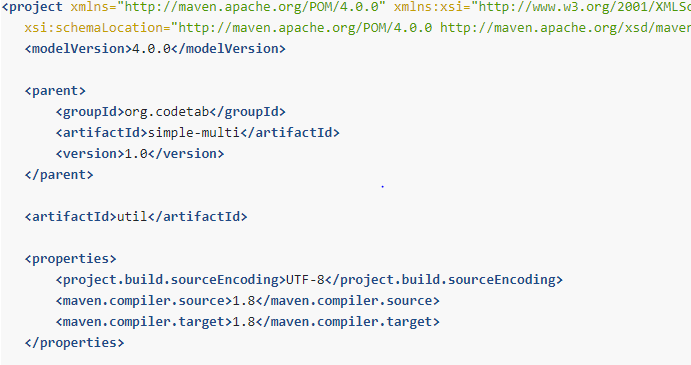 <project xmlns="http://maven.apache.org/POM/4.0.0" xmlns:xsi="http://www.w3.org/2001/XMLSc
    xsi:schemaLocation="http://maven.apache.org/POM/4.0.0 http://maven.apache.org/xsd/maven
    <modelVersion>4.0.0</modelVersion>
    <parent>
        <groupId>org.codetab</groupId>
        <artifactId>simple-multi</artifactId>
        <version>1.0</version>
    </parent>
    <artifactId>util</artifactId>
    <properties>
        <project.build.sourceEncoding>UTF-8</project.build.sourceEncoding>
        <maven.compiler.source>1.8</maven.compiler.source>
        <maven.compiler.target>1.8</maven.compiler.target>
    </properties>